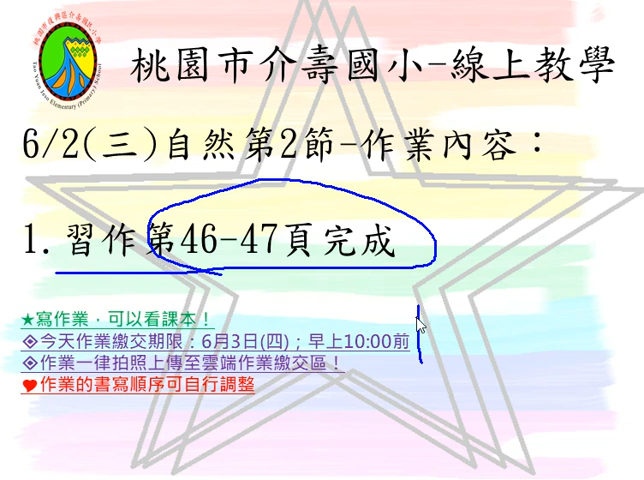 桃園市介壽國小-線上教學
6/2(三)自然第2節-作業內容：
1.習作第46-47頁完成
★寫作業，可以看課本！
◈今天作業繳交期限：6月3日(四)；早上10:00前
◈作業一律拍照上傳至雲端作業繳交區！
♥作業的書寫順序可自行調整